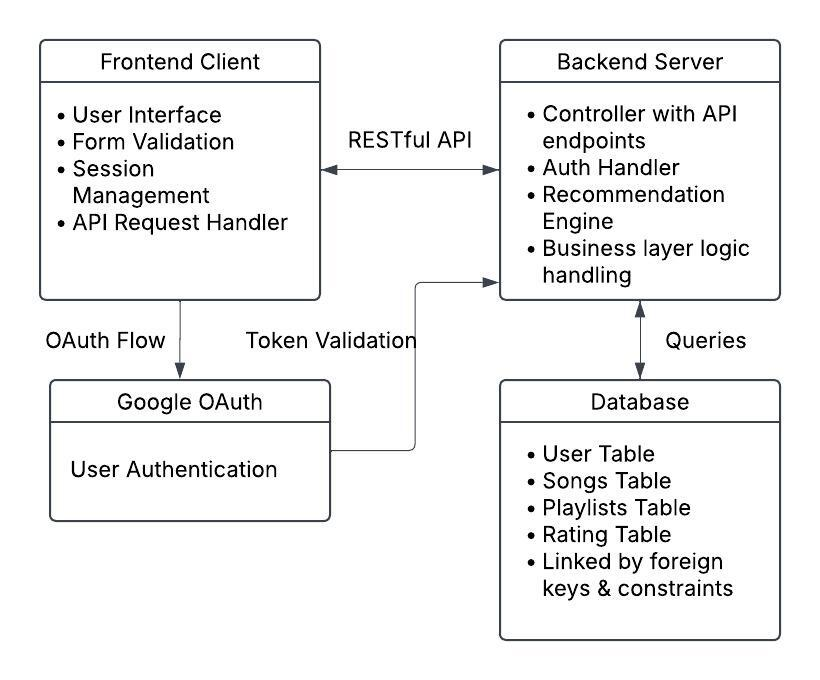 Frontend Client
• User Interface
• Form Validation
• Session
Management
• API Request Handler
RESTful API
Backend Server
• Controller with API
endpoints
• Auth Handler
• Recommendation
Engine
• Business layer logic
handling
OAuth Flow
Token Validation
Queries
Google OAuth
User Authentication
Database
• User Table
• Songs Table
• Playlists Table
• Rating Table
• Linked by foreign
keys & constraints